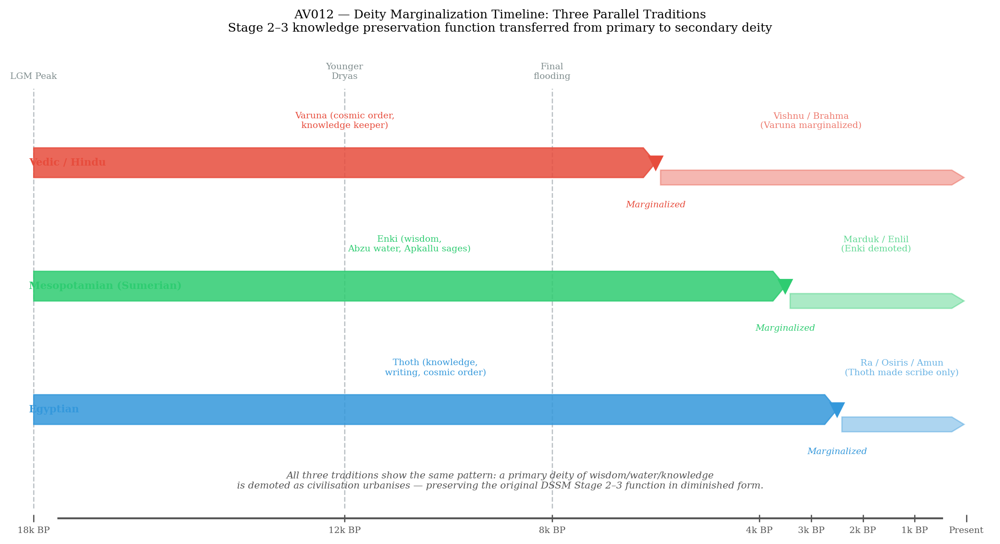 AV012 — Deity Marginalization Timeline: Three Parallel Traditions
Stage 2–3 knowledge preservation function transferred from primary to secondary deity
LGM Peak
Younger
Dryas
Final
flooding
Varuna (cosmic order,
knowledge keeper)
Vishnu / Brahma
(Varuna marginalized)
Vedic / Hindu
Marginalized
Enki (wisdom,
Abzu water, Apkallu sages)
Marduk / Enlil
(Enki demoted)
Mesopotamian (Sumerian)
Marginalized
Thoth (knowledge,
writing, cosmic order)
Ra / Osiris / Amun
(Thoth made scribe only)
Egyptian
Marginalized
All three traditions show the same pattern: a primary deity of wisdom/water/knowledge
is demoted as civilisation urbanises — preserving the original DSSM Stage 2–3 function in diminished form.
18k BP
12k BP
8k BP
4k BP
3k BP
2k BP
1k BP
Present